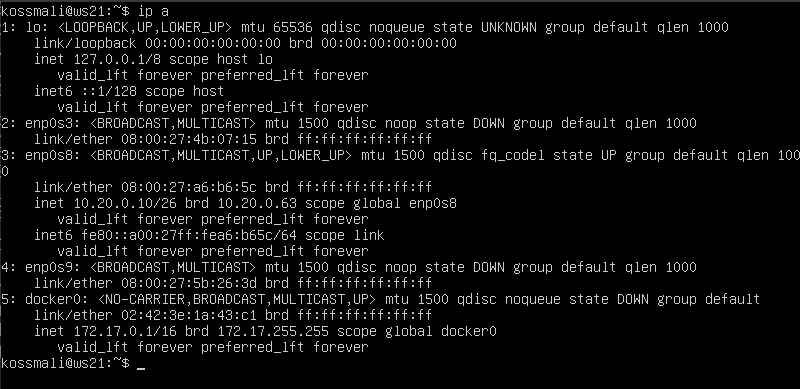 kossmali@ws21:~$ ip a
1: lo: <LOOPBACK,UP,LOWER_UP> mtu 65536 qdisc noqueue state UNKNOWN group default qlen 1000
    link/loopback 00:00:00:00:00:00 brd 00:00:00:00:00:00
    inet 127.0.0.1/8 scope host lo
       valid_lft forever preferred_lft forever
    inet6 ::1/128 scope host
       valid_lft forever preferred_lft forever
2: enp0s3: <BROADCAST,MULTICAST> mtu 1500 qdisc noop state DOWN group default qlen 1000
    link/ether 08:00:27:4b:07:15 brd ff:ff:ff:ff:ff:ff
3: enp0s8: <BROADCAST,MULTICAST,UP,LOWER_UP> mtu 1500 qdisc fq_codel state UP group default qlen 100
0
    link/ether 08:00:27:a6:b6:5c brd ff:ff:ff:ff:ff:ff
    inet 10.20.0.10/26 brd 10.20.0.63 scope global enp0s8
       valid_lft forever preferred_lft forever
    inet6 fe80::a00:27ff:fea6:b65c/64 scope link
       valid_lft forever preferred_lft forever
4: enp0s9: <BROADCAST,MULTICAST> mtu 1500 qdisc noop state DOWN group default qlen 1000
    link/ether 08:00:27:5b:26:3d brd ff:ff:ff:ff:ff:ff
5: docker0: <NO-CARRIER,BROADCAST,MULTICAST,UP> mtu 1500 qdisc noqueue state DOWN group default
    link/ether 02:42:3e:1a:43:c1 brd ff:ff:ff:ff:ff:ff
    inet 172.17.0.1/16 brd 172.17.255.255 scope global docker0
       valid_lft forever preferred_lft forever
kossmali@ws21:~$ _